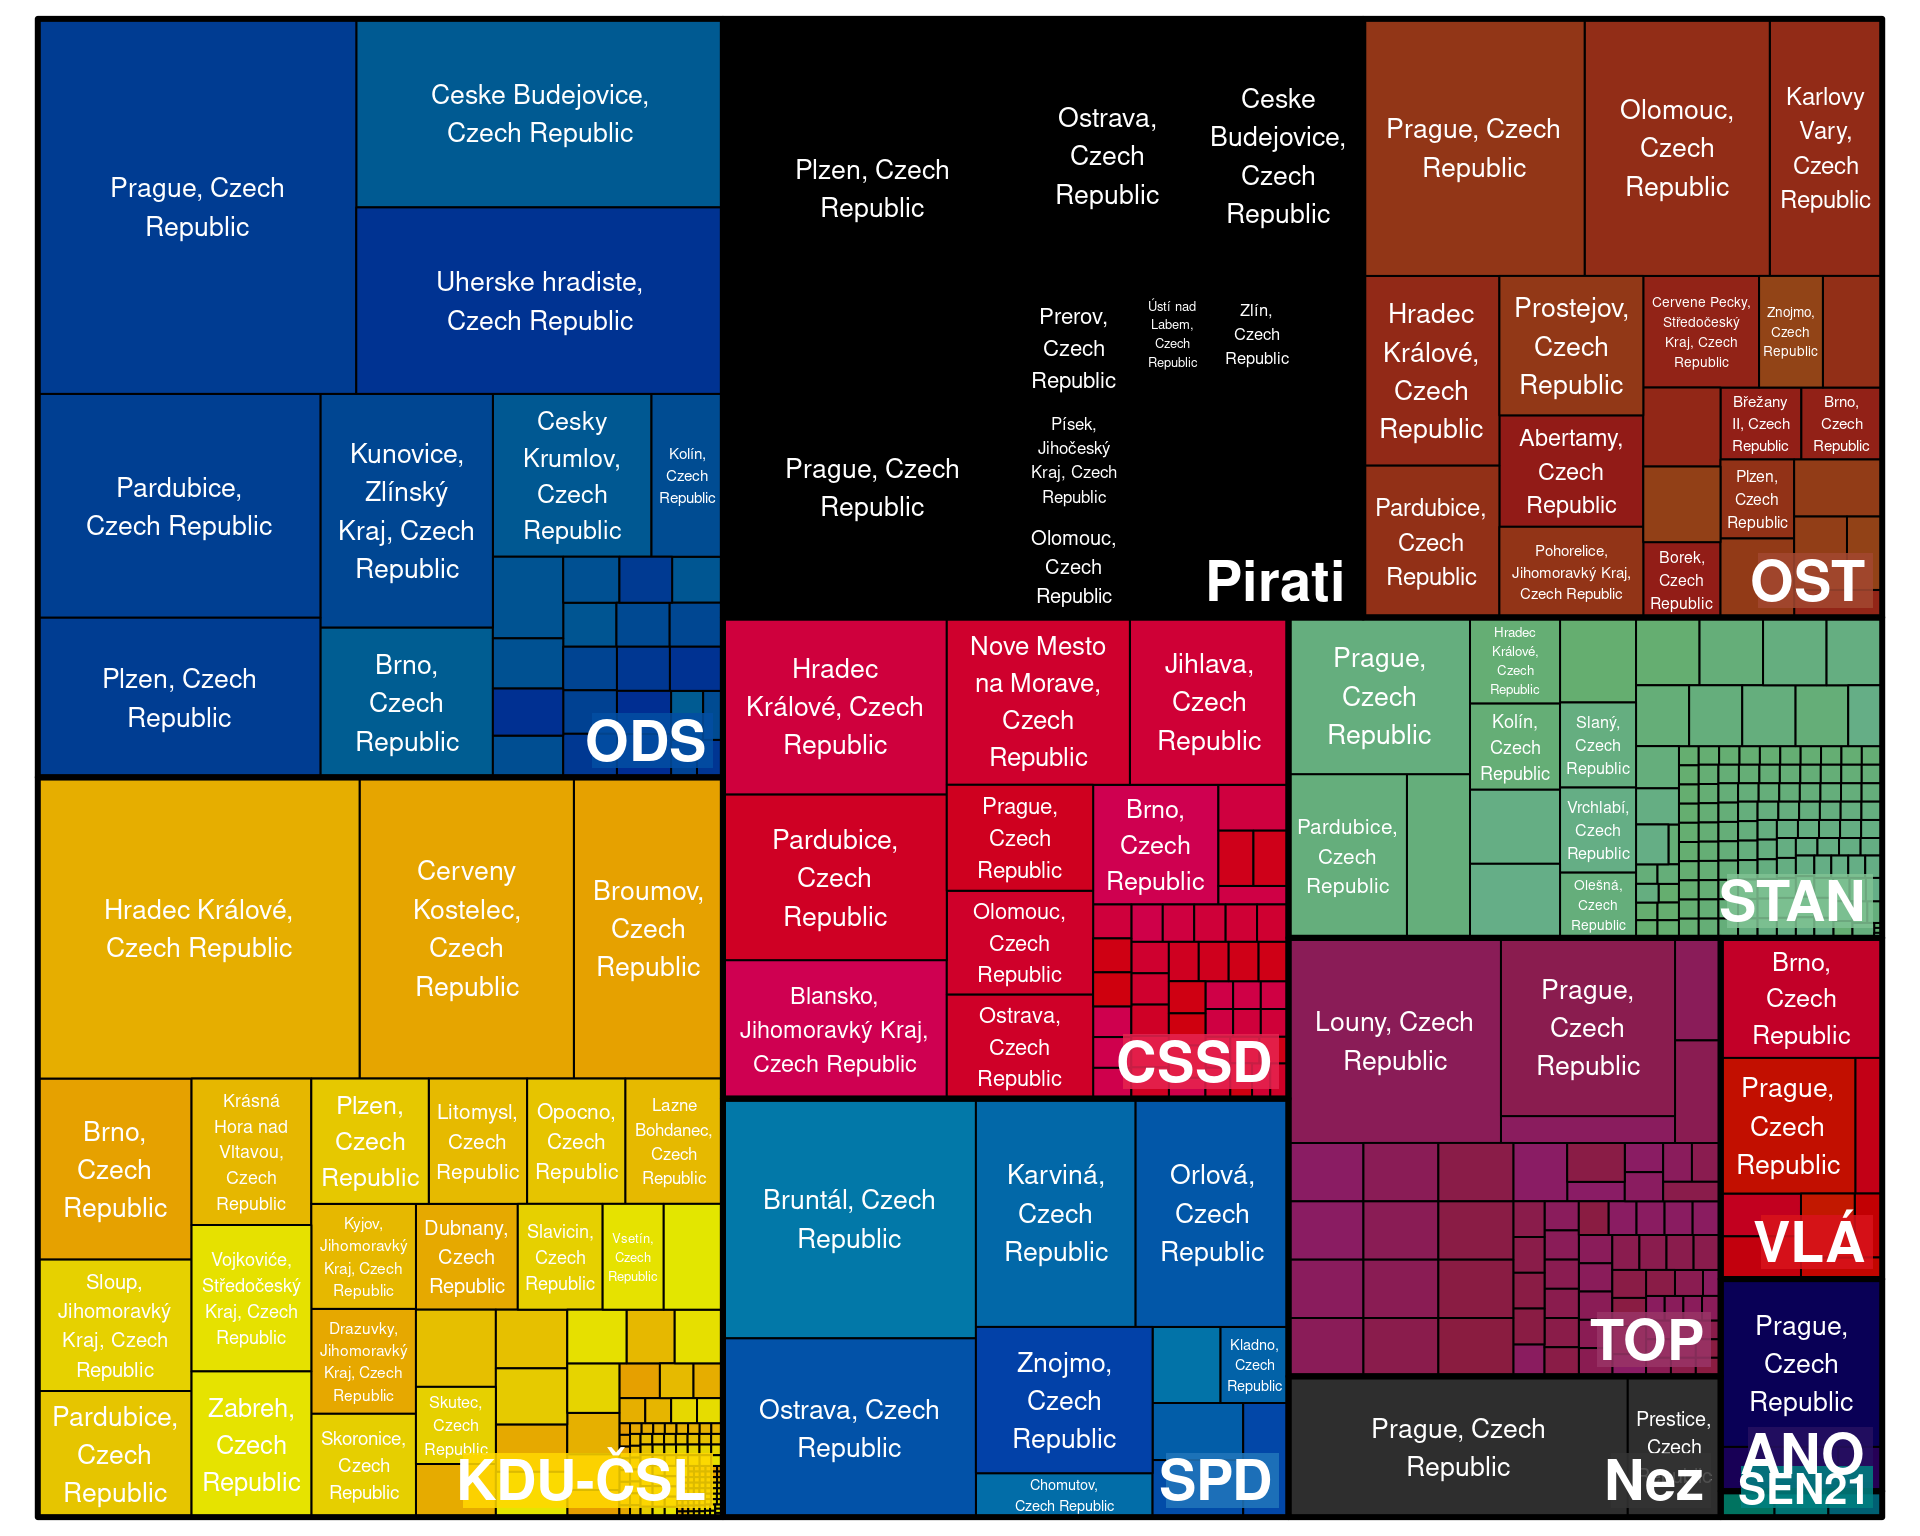 Prague, Czech
Republic
Ceske Budejovice,
Czech Republic
Uherske hradiste,
Czech Republic
Pardubice,
Czech Republic
Plzen, Czech
Republic
Kunovice,
Zlínský
Kraj, Czech
Republic
Brno,
Czech
Republic
Cesky
Krumlov,
Czech
Republic
Kolín,
Czech
Republic
ODS
Plzen, Czech
Republic
Prague, Czech
Republic
Ostrava,
Czech
Republic
Ceske
Budejovice,
Czech
Republic
Prerov,
Czech
Republic
Ústí nad
Labem,
Czech
Republic
Zlín,
Czech
Republic
Písek,
Jihočeský
Kraj, Czech
Republic
Olomouc,
Czech
Republic
Pirati
Prague, Czech
Republic
Olomouc,
Czech
Republic
Karlovy
Vary,
Czech
Republic
Hradec
Králové,
Czech
Republic
Pardubice,
Czech
Republic
Prostejov,
Czech
Republic
Abertamy,
Czech
Republic
Pohorelice,
Jihomoravký Kraj,
Czech Republic
Cervene Pecky,
Středočeský
Kraj, Czech
Republic
Znojmo,
Czech
Republic
Břežany
II, Czech
Republic
Brno,
Czech
Republic
Plzen,
Czech
Republic
Borek,
Czech
Republic
OST
Hradec Králové,
Czech Republic
Cerveny
Kostelec,
Czech
Republic
Broumov,
Czech
Republic
Brno,
Czech
Republic
Sloup,
Jihomoravký
Kraj, Czech
Republic
Pardubice,
Czech
Republic
Krásná
Hora nad
Vltavou,
Czech
Republic
Vojkoviće,
Středočeský
Kraj, Czech
Republic
Zabreh,
Czech
Republic
Plzen,
Czech
Republic
Litomysl,
Czech
Republic
Opocno,
Czech
Republic
Lazne
Bohdanec,
Czech
Republic
Kyjov,
Jihomoravký
Kraj, Czech
Republic
Drazuvky,
Jihomoravký
Kraj, Czech
Republic
Skoronice,
Czech
Republic
Dubnany,
Czech
Republic
Slavicin,
Czech
Republic
Vsetín,
Czech
Republic
Skutec,
Czech
Republic
KDU-ČSL
Hradec
Králové, Czech
Republic
Pardubice,
Czech
Republic
Blansko,
Jihomoravký Kraj,
Czech Republic
Nove Mesto
na Morave,
Czech
Republic
Jihlava,
Czech
Republic
Prague,
Czech
Republic
Olomouc,
Czech
Republic
Ostrava,
Czech
Republic
Brno,
Czech
Republic
CSSD
Bruntál, Czech
Republic
Ostrava, Czech
Republic
Karviná,
Czech
Republic
Orlová,
Czech
Republic
Znojmo,
Czech
Republic
Chomutov,
Czech Republic
Kladno,
Czech
Republic
SPD
Prague,
Czech
Republic
Pardubice,
Czech
Republic
Hradec
Králové,
Czech
Republic
Kolín,
Czech
Republic
Slaný,
Czech
Republic
Vrchlabí,
Czech
Republic
Olešná,
Czech
Republic
STAN
Louny, Czech
Republic
Prague,
Czech
Republic
TOP
Prague, Czech
Republic
Prestice,
Czech
Nez
Brno,
Czech
Republic
Prague,
Czech
Republic
VLÁ
Prague,
Czech
Republic
ANO
SEN21